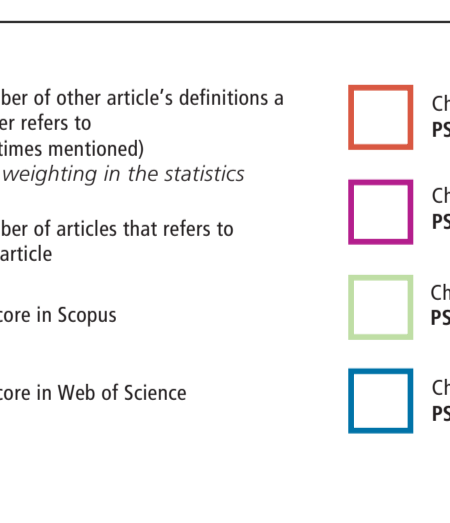 ber of other article's definitions a
er refers to
times mentioned)
weighting in the statistics
ber of articles that refers to
article
core in Scopus
core in Web of Science
Ch
PS
Ch
PS
Ch
PS
Ch
PS